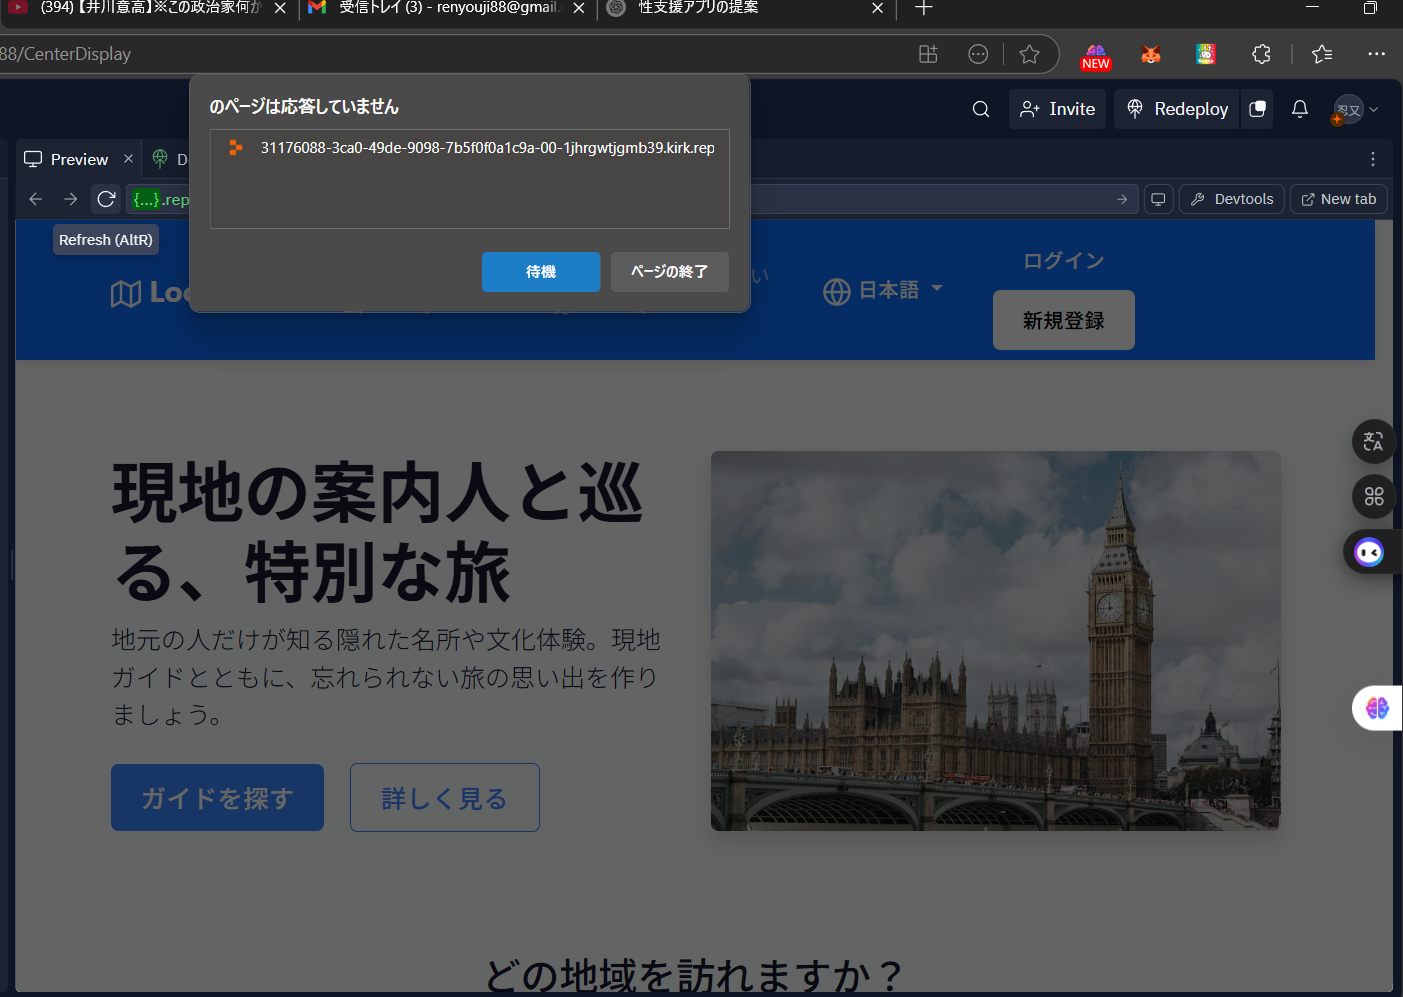 (394)【井川意高】※この政治家何か
受信トレイ (3) - renyouji88@gmail.
性支援アプリの提案
88/CenterDisplay
NEW
のページは応答していません
31176088-3ca0-49de-9098-7b5f0f0a1c9a-00-1jhrgwtjgmb39.kirk.rep
待機
ページの終了
Invite
Redeploy
忍又
Preview
D
{...}.rep
Devtools
New tab
Refresh (AltR)
Loc
い
日本語
ログイン
新規登録
現地の案内人と巡
る、特別な旅
地元の人だけが知る隠れた名所や文化体験。現地
ガイドとともに、忘れられない旅の思い出を作り
ましょう。
ガイドを探す
詳しく見る
どの地域を訪れますか？